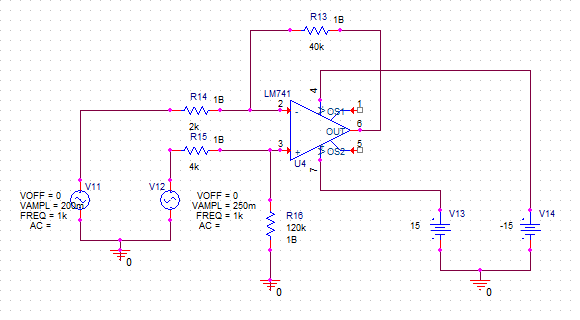 R13
1B
40k
LM741
R14
1B
2
4
1
OS1
-
2k
OUT
6
R15
1B
3
+
OS2
5
4k
U4
7
V11
V12
VOFF = 0
VAMPL = 200m
FREQ = 1k
AC =
VOFF = 0
VAMPL = 250m
FREQ = 1k
AC =
R16
120k
1B
V13
V14
15
-15
0
0
0